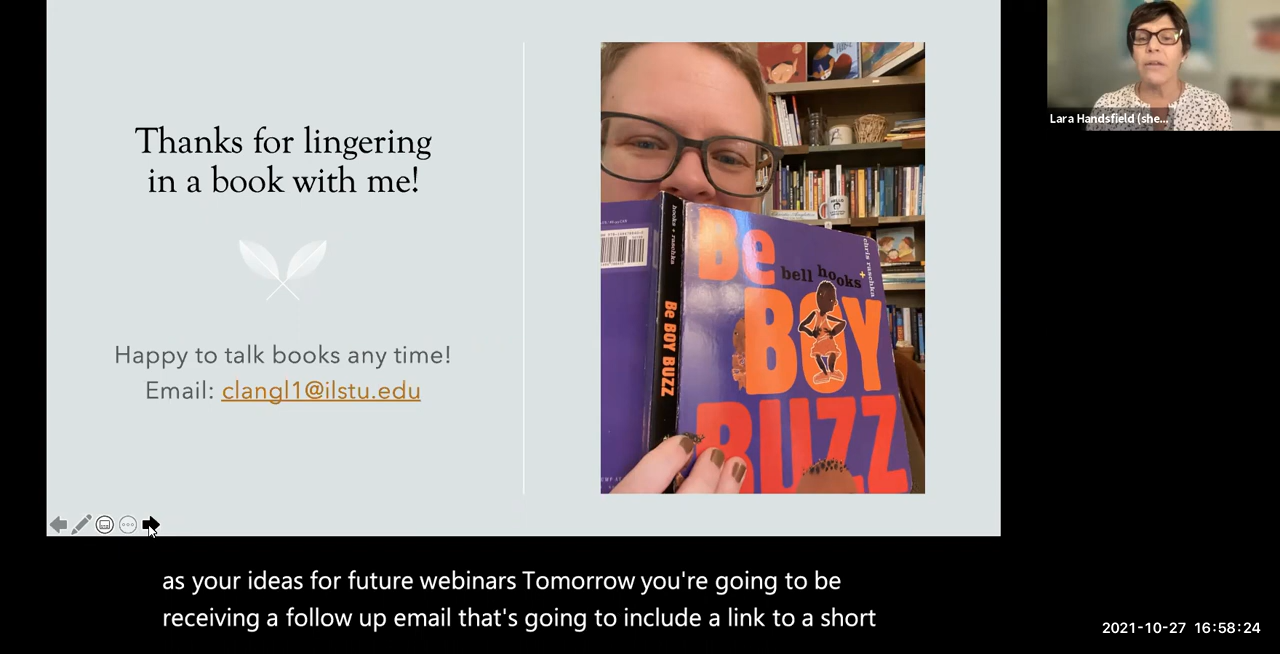 Thanks for lingering
in a book with me!
Happy to talk books any time!
Email: clangl1@ilstu.edu
books + raschka
Be BOY BUZZ
Be
bell hooks+
chris raschka
BOY
BUZZ
Lara Handsfield (she...
as your ideas for future webinars Tomorrow you're going to be
receiving a follow up email that's going to include a link to a short
2021-10-27 16:58:24